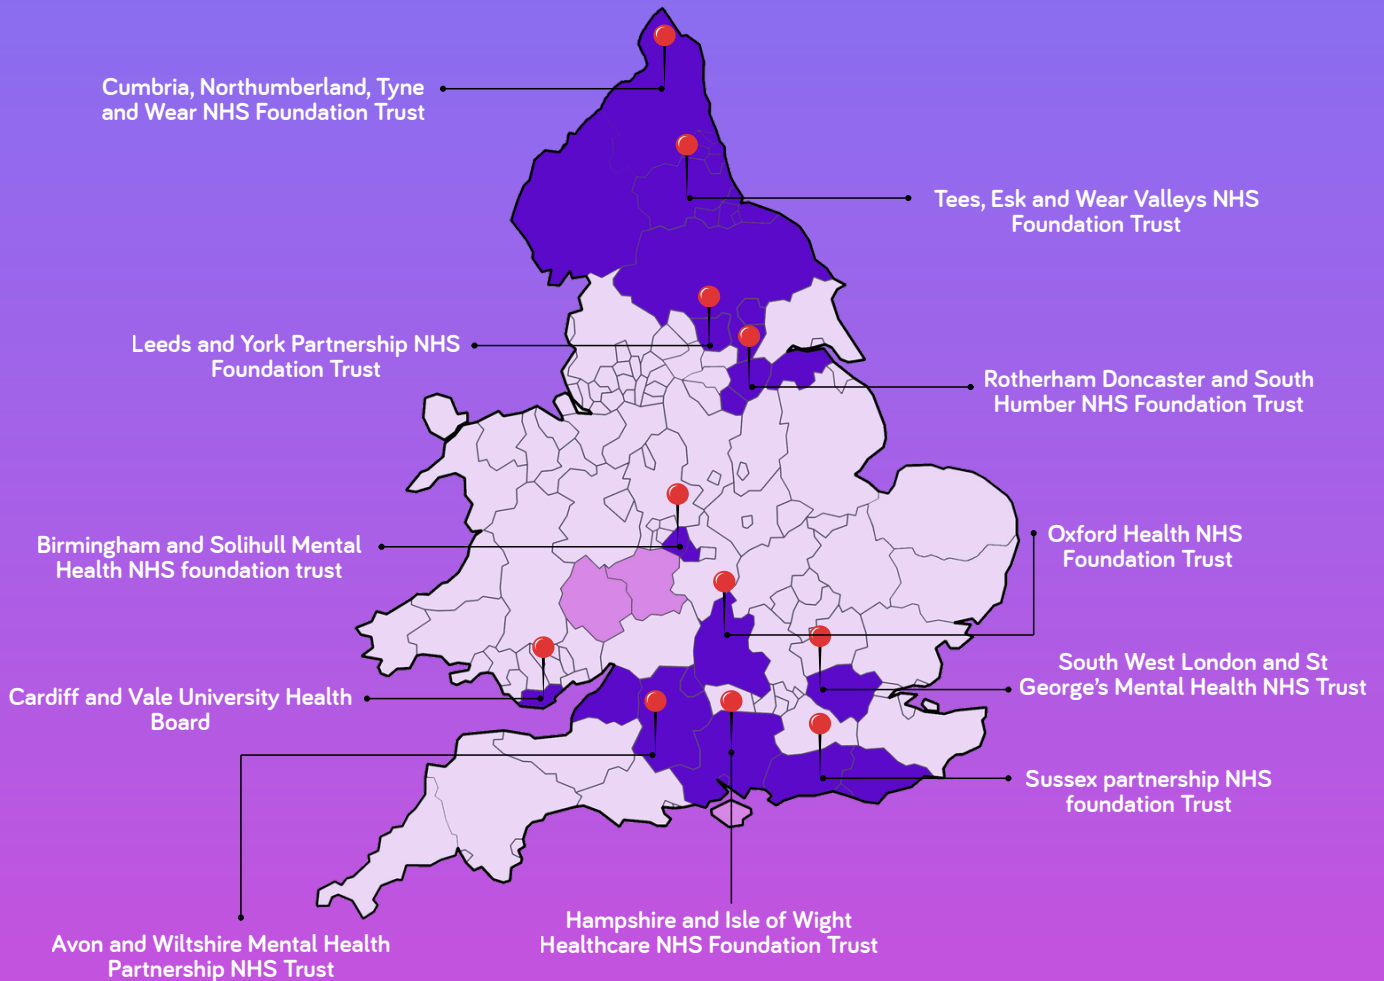 Cumbria, Northumberland, Tyne
and Wear NHS Foundation Trust
Tees, Esk and Wear Valleys NHS
Foundation Trust
Leeds and York Partnership NHS
Foundation Trust
Rotherham Doncaster and South
Humber NHS Foundation Trust
Birmingham and Solihull Mental
Health NHS foundation trust
Oxford Health NHS
Foundation Trust
South West London and St
George's Mental Health NHS Trust
Cardiff and Vale University Health
Board
Sussex partnership NHS
foundation Trust
Hampshire and Isle of Wight
Healthcare NHS Foundation Trust
Avon and Wiltshire Mental Health
Partnership NHS Trust